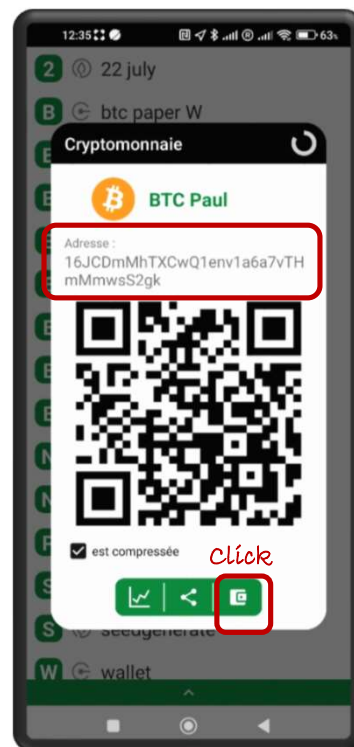 12:35
63%
2 22 july
B btc paper W
E
Cryptomonnaie
E
BTC Paul
Adresse :
16JCDmMhTXCwQ1env1a6a7vTH
mMmwsS2gk
E
E
E
N
N
F
est compressée
Click
S
S seedgenerate
W wallet